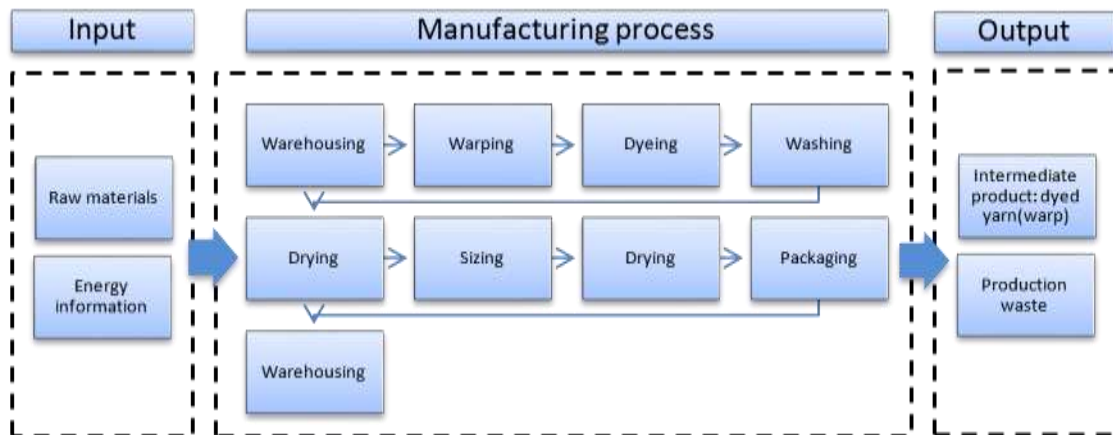 Input
Manufacturing process
Output
Raw materials
Energy
information
Warehousing
Warping
Dyeing
Washing
Drying
Sizing
Drying
Packaging
Warehousing
Intermediate
product: dyed
yarn(warp)
Production
waste